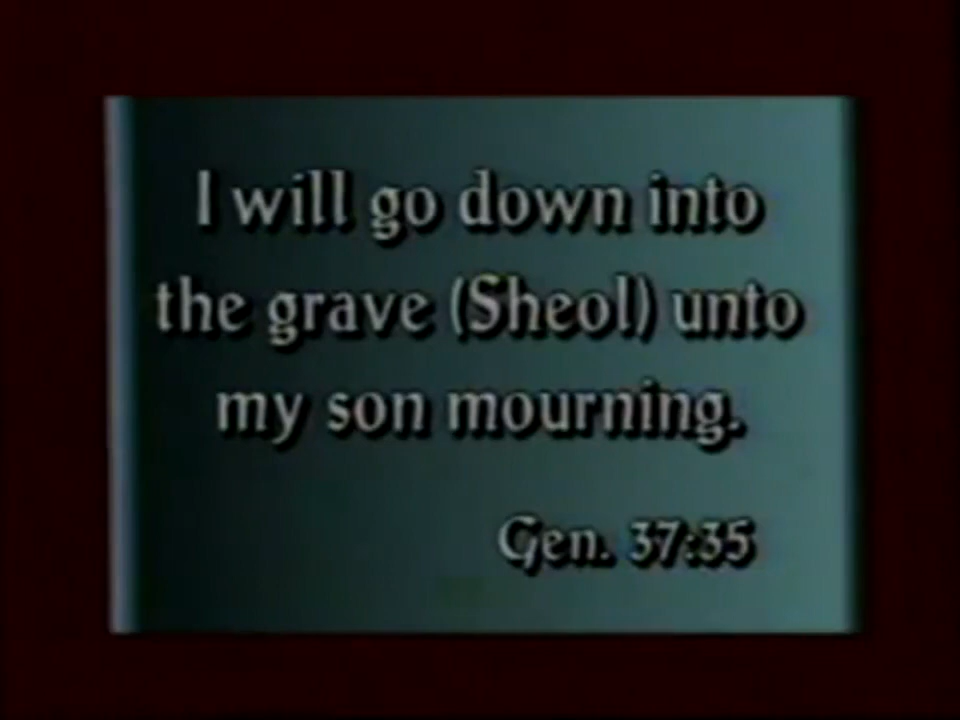 I will go down into
the grave (Sheol) unto
my son mourning.
Gen. 37:35